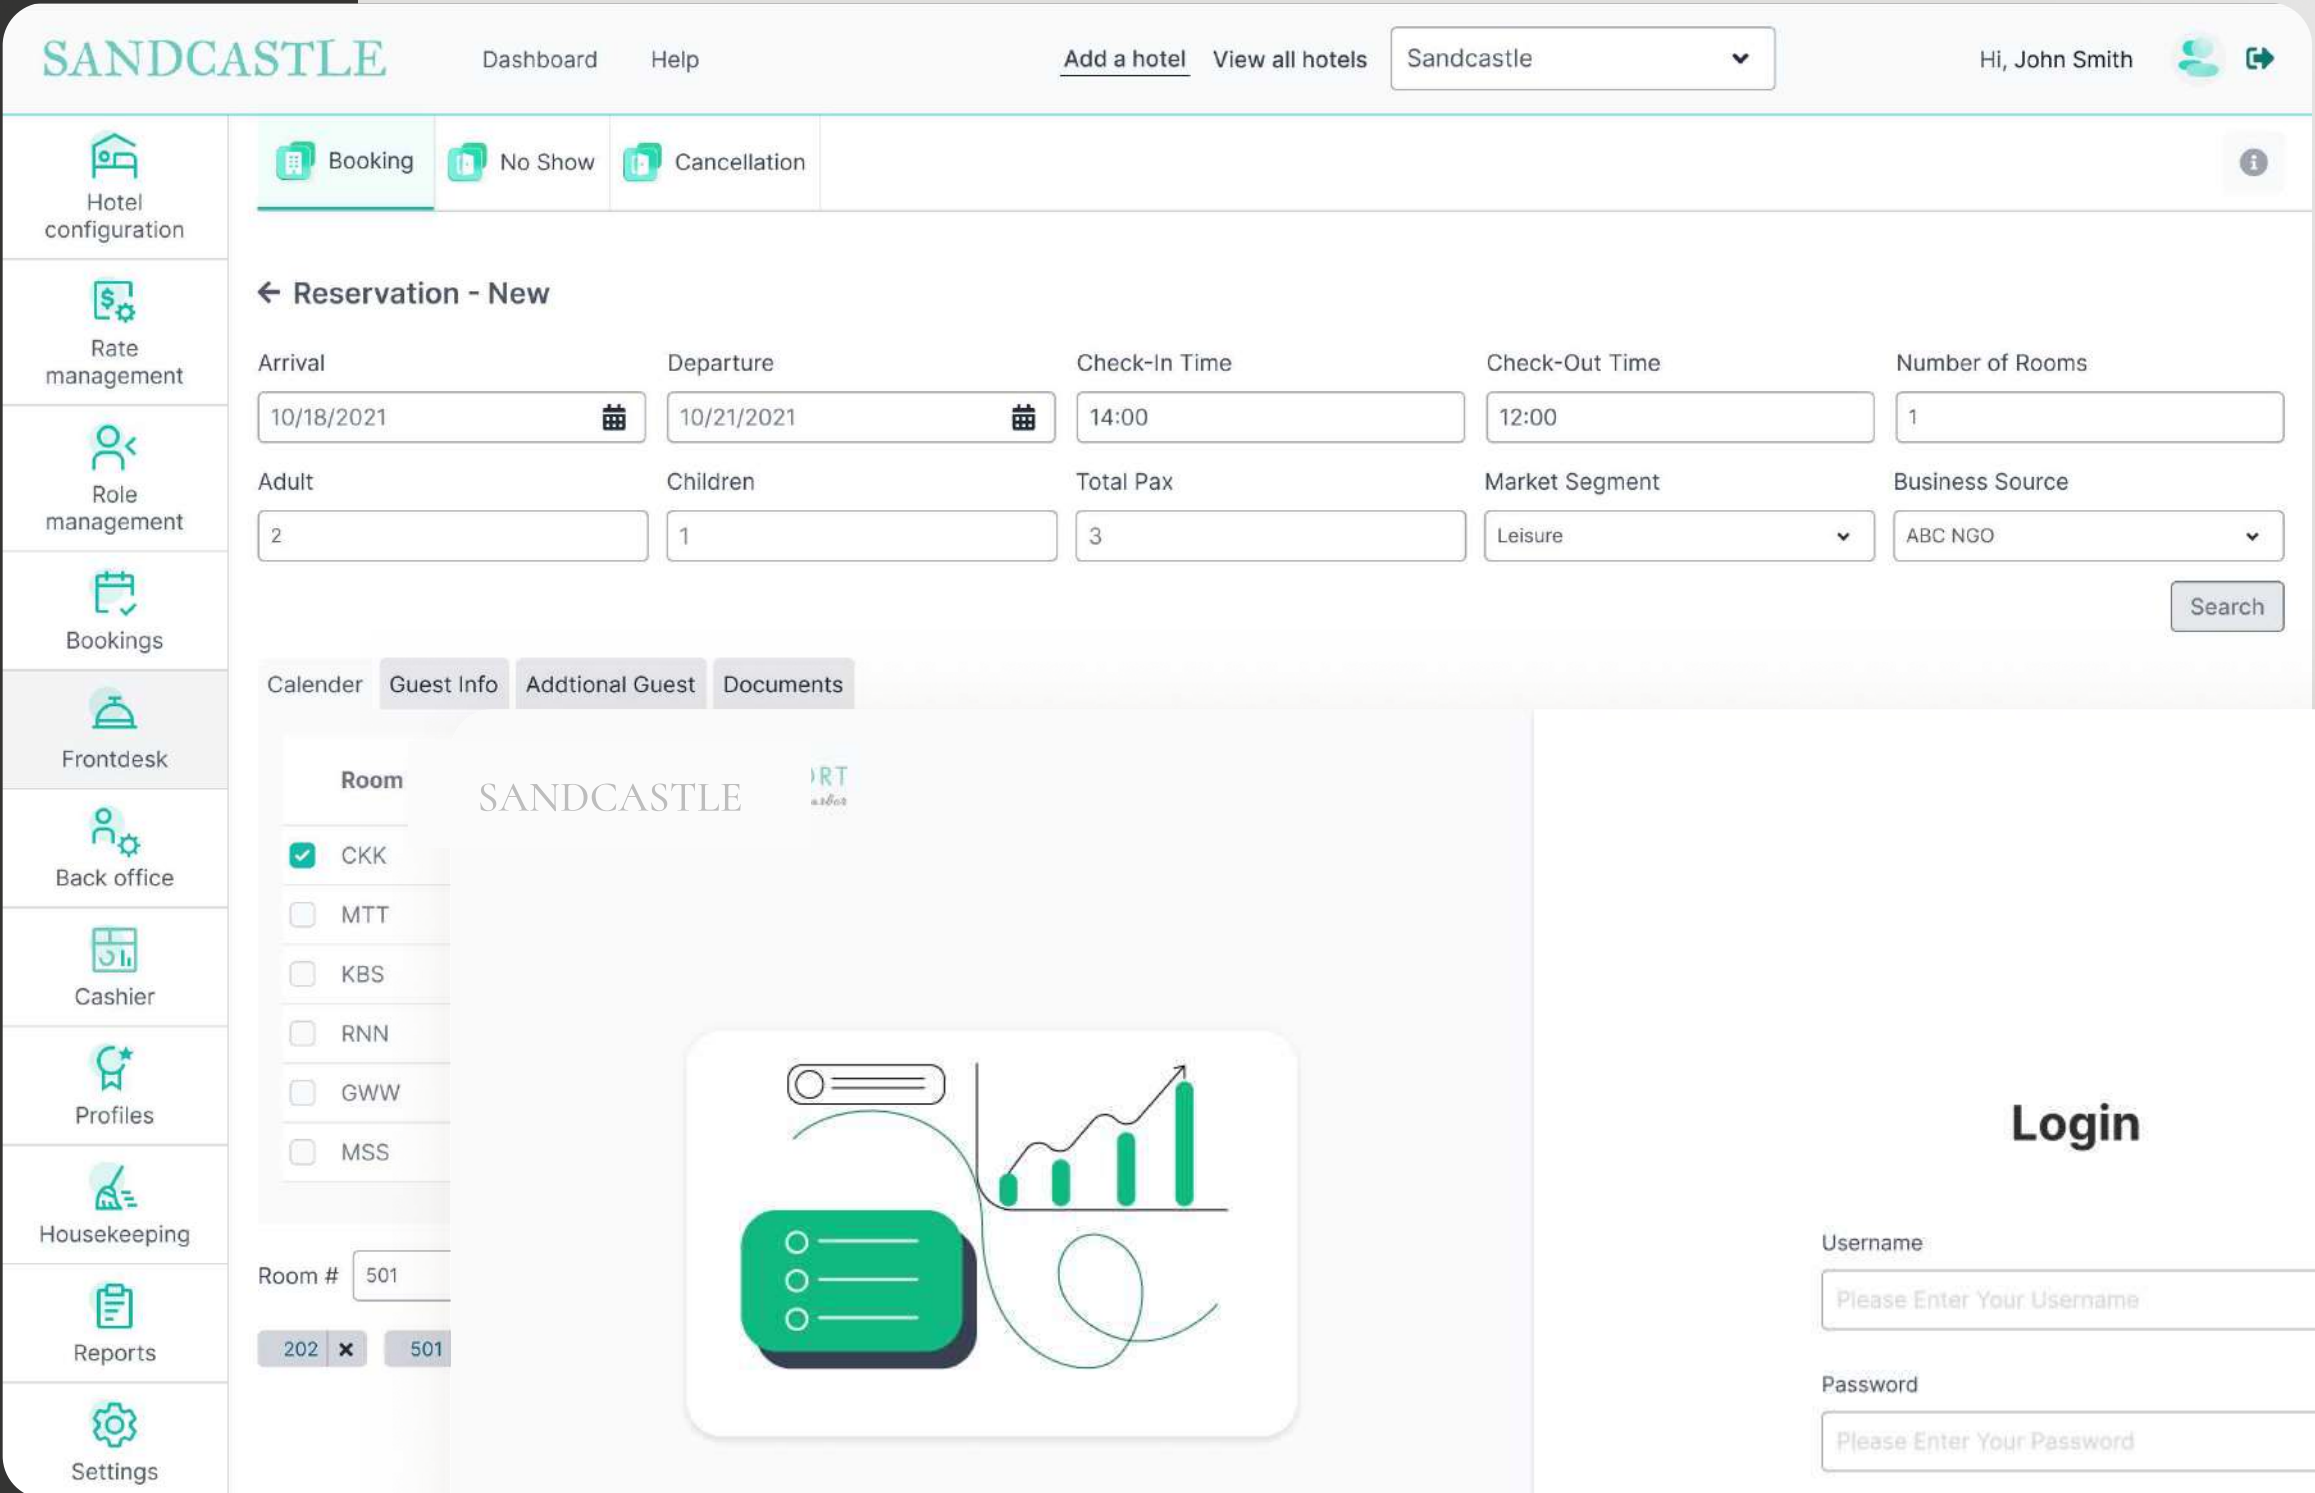 SANDCASTLE
Dashboard
Help
Add a hotel
View all hotels
Sandcastle
Hi, John Smith
Hotel
configuration
Rate
management
Role
management
Bookings
Frontdesk
Back office
Cashier
Profiles
Housekeeping
Reports
Settings
Booking
No Show
Cancellation
Reservation - New
Arrival
Departure
Check-In Time
Check-Out Time
Number of Rooms
10/18/2021
10/21/2021
14:00
12:00
1
Adult
Children
Total Pax
Market Segment
Business Source
2
1
3
Leisure
ABC NGO
Search
Calender
Guest Info
Addtional Guest
Documents
Room
CKK
MTT
KBS
RNN
GWW
MSS
Room #
501
202
501
SANDCASTLE
Login
Username
Please Enter Your Username
Password
Please Enter Your Password